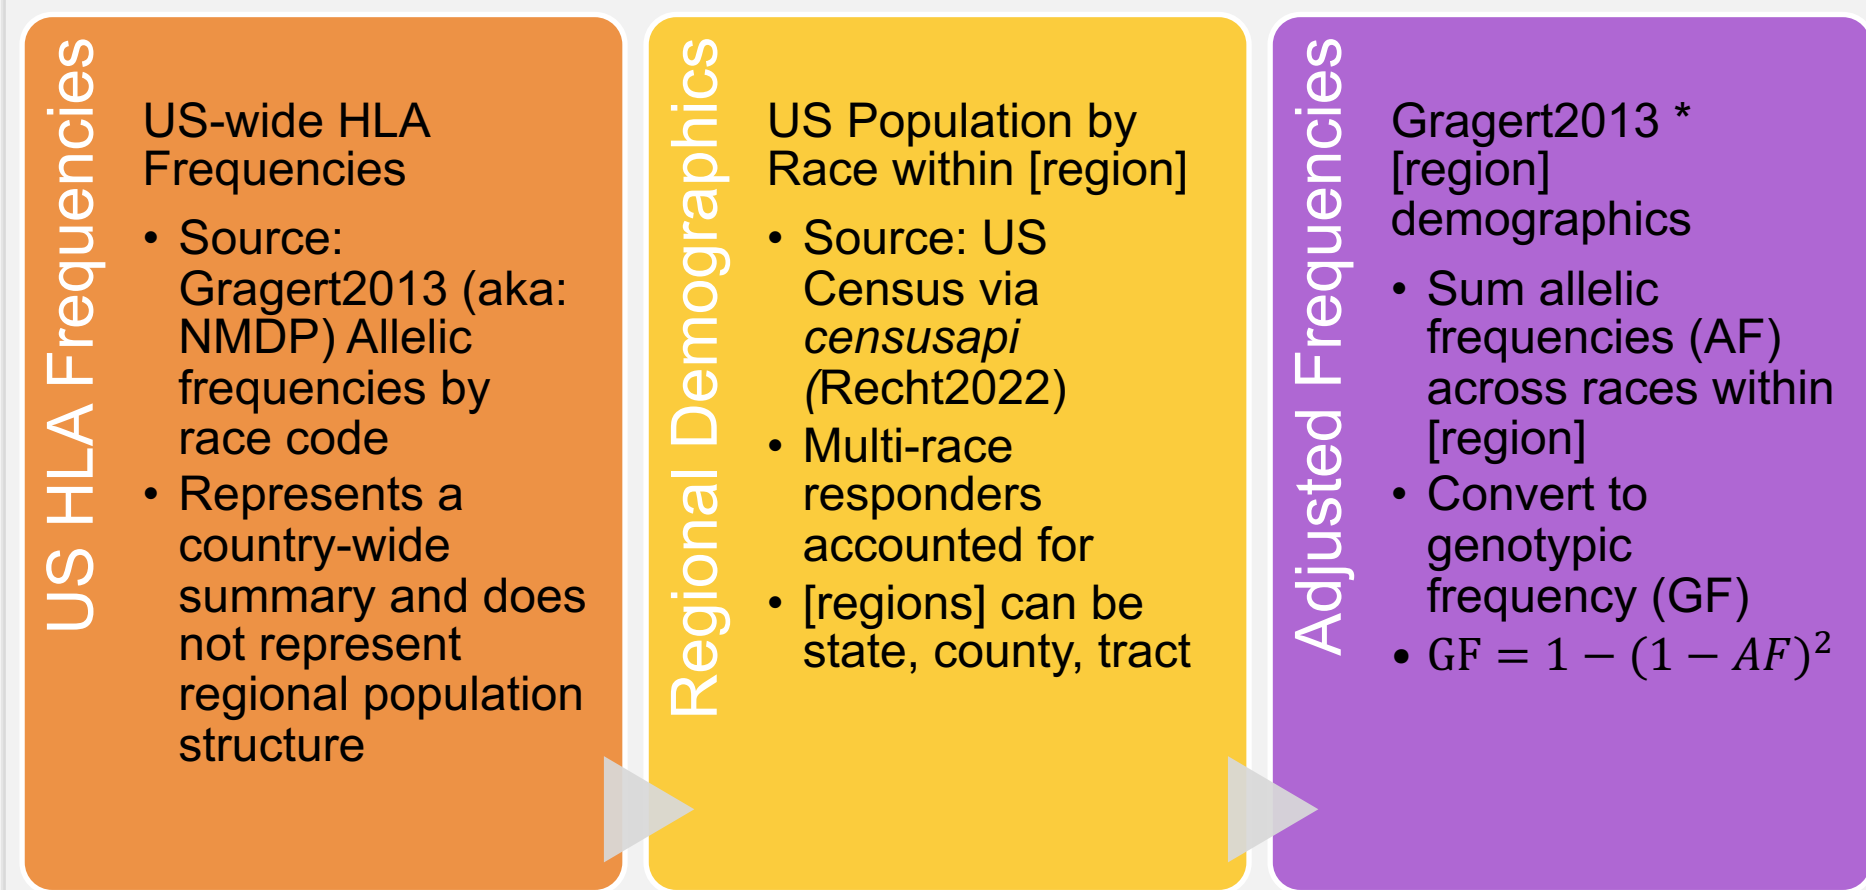 US HLA Frequencies
US-wide HLA
Frequencies
• Source:
Gragert2013 (aka:
NMDP) Allelic
frequencies by
race code
• Represents a
country-wide
summary and does
not represent
regional population
structure
Regional Demographics
US Population by
Race within [region]
• Source: US
Census via
censusapi
(Recht2022)
• Multi-race
responders
accounted for
• [regions] can be
state, county, tract
Adjusted Frequencies
Gragert2013 *
[region]
demographics
• Sum allelic
frequencies (AF)
across races within
[region]
• Convert to
genotypic
frequency (GF)
• GF = 1 − (1 − AF)²